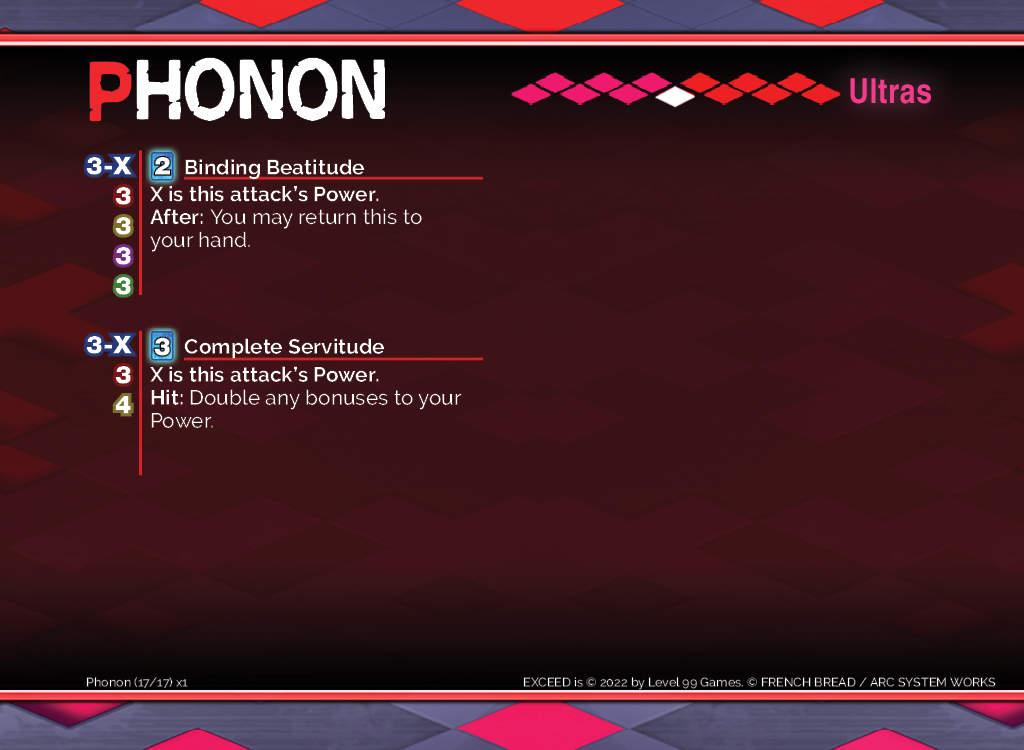 PHONON
Ultras
3-X 2 Binding Beatitude
3 X is this attack's Power.
3 After: You may return this to
your hand.
3
3
3-X 3 Complete Servitude
3 X is this attack's Power.
4 Hit: Double any bonuses to your
Power.
Phonon (17/17) x1
EXCEED is © 2022 by Level 99 Games. © FRENCH BREAD / ARC SYSTEM WORKS